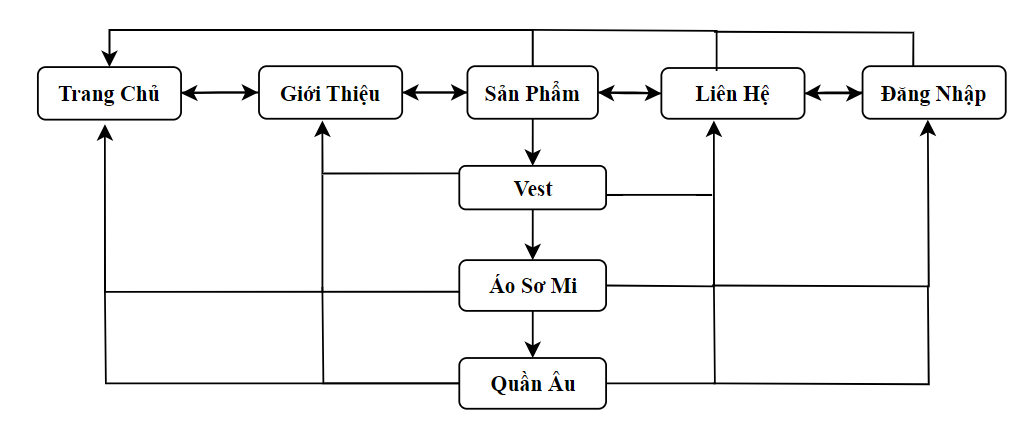 Trang Chủ
Giới Thiệu
Sản Phẩm
Liên Hệ
Đăng Nhập
Vest
Áo Sơ Mi
Quần Âu